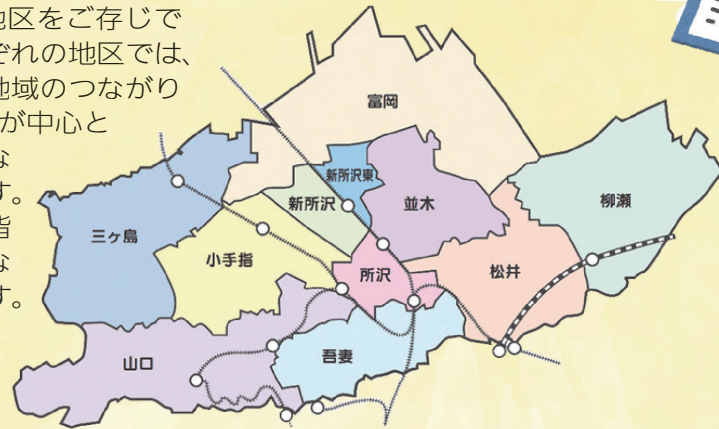 地区をご存じで
ぞれの地区では、
地域のつながり
が中心と
な
す。
指
な
す。
富岡
新所沢東
新所沢
並木
柳瀬
三ヶ島
小手指
所沢
松井
山口
吾妻